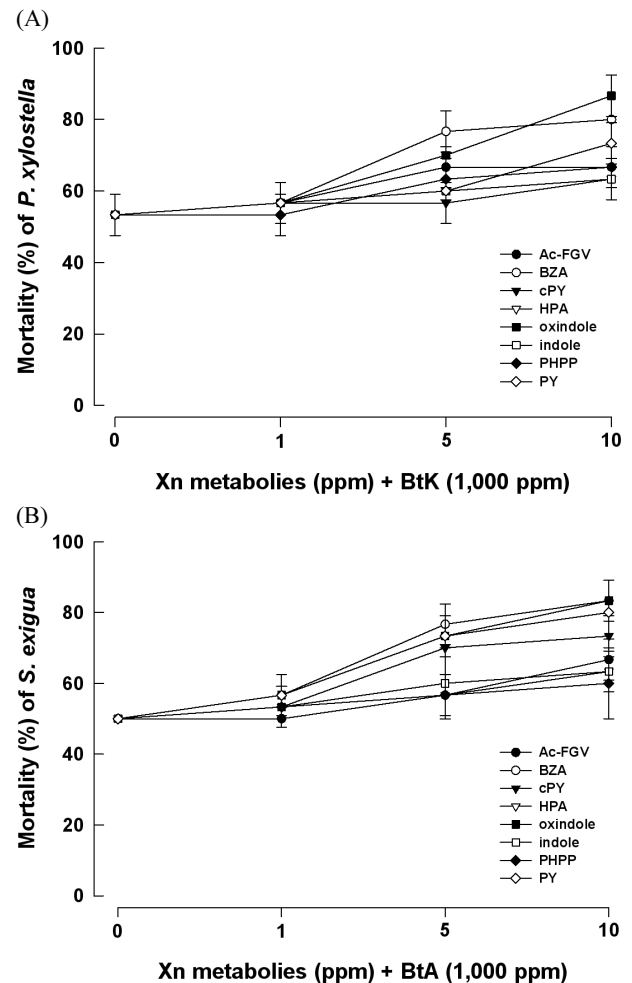 (A)
Mortality (%) of P. xylostella
100
80
60
40
20
0
Ac-FGV
BZA
cPY
HPA
oxindole
indole
PHPP
PY
0 1 5 10
Xn metabolies (ppm) + BtK (1,000 ppm)
(B)
Mortality (%) of S. exigua
100
80
60
40
20
0
Ac-FGV
BZA
cPY
HPA
oxindole
indole
PHPP
PY
0 1 5 10
Xn metabolies (ppm) + BtA (1,000 ppm)